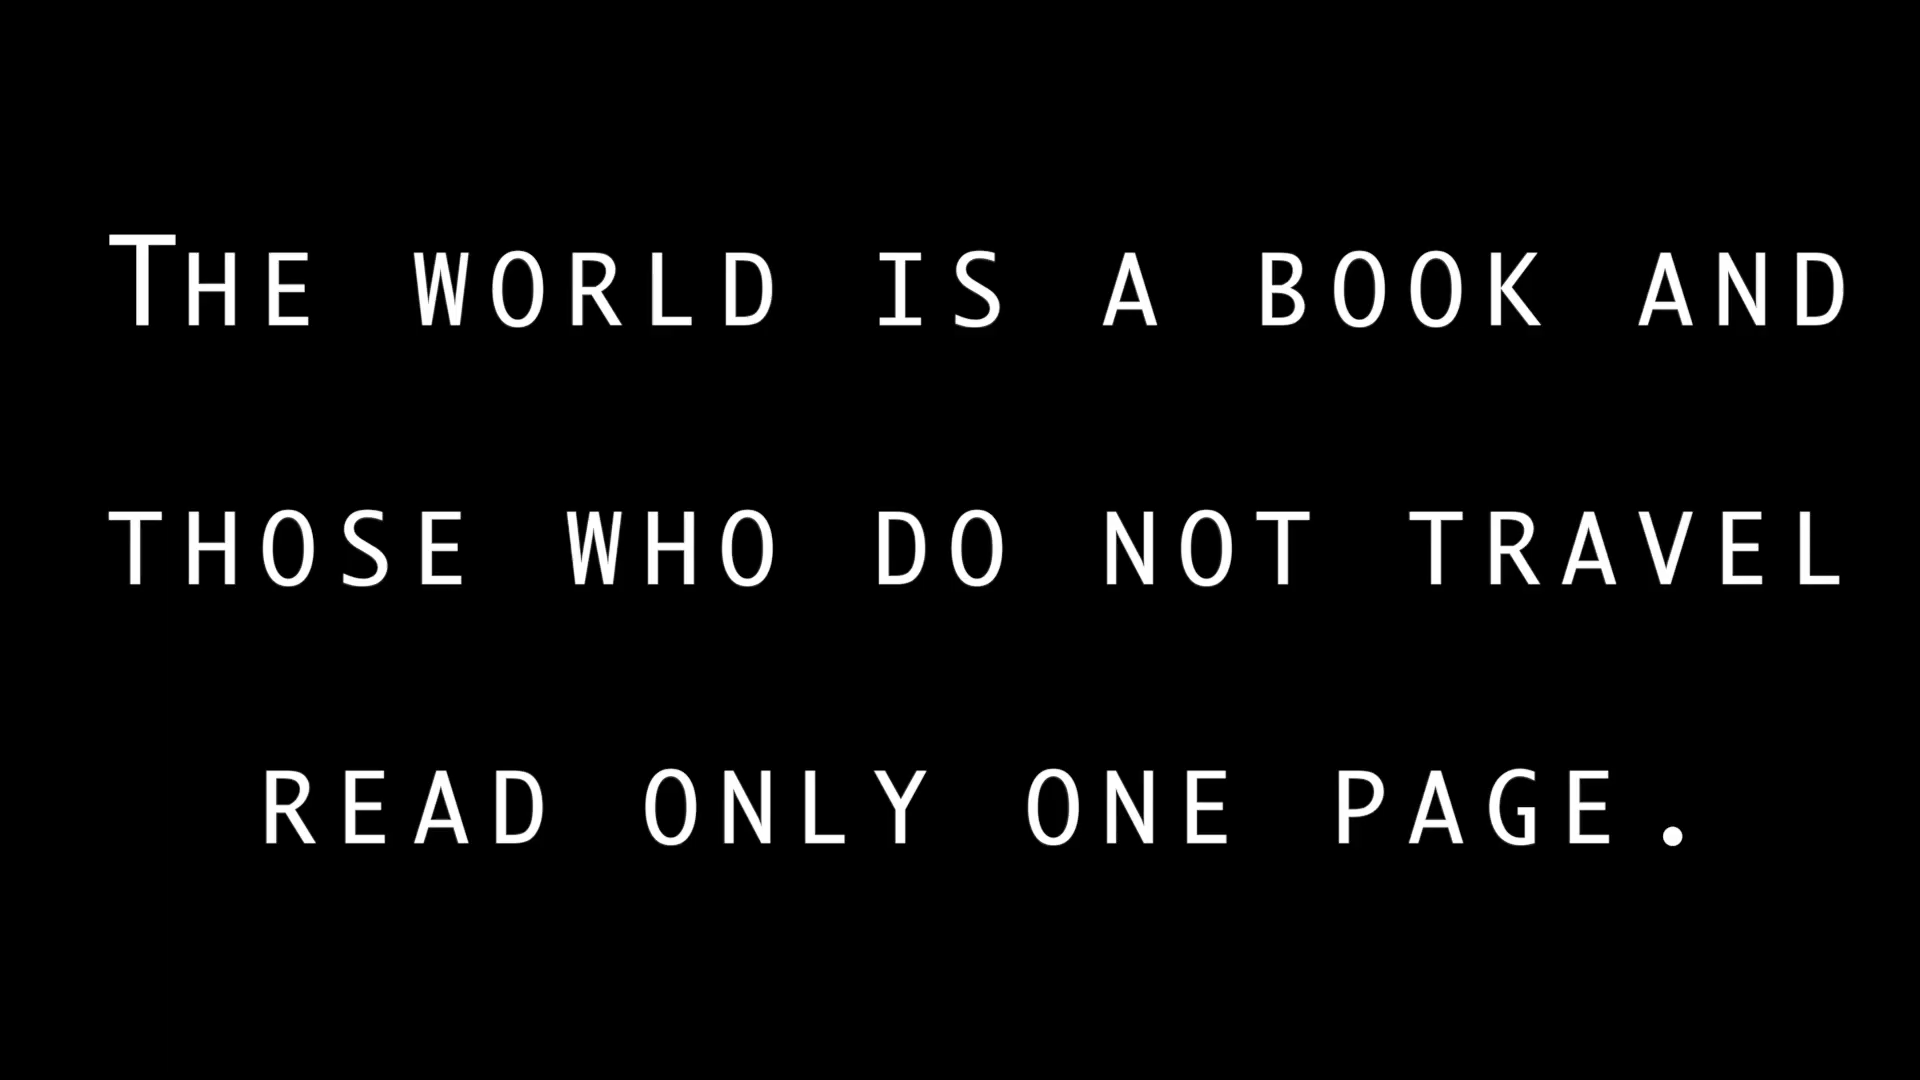 The world is a book and
those who do not travel
read only one page.